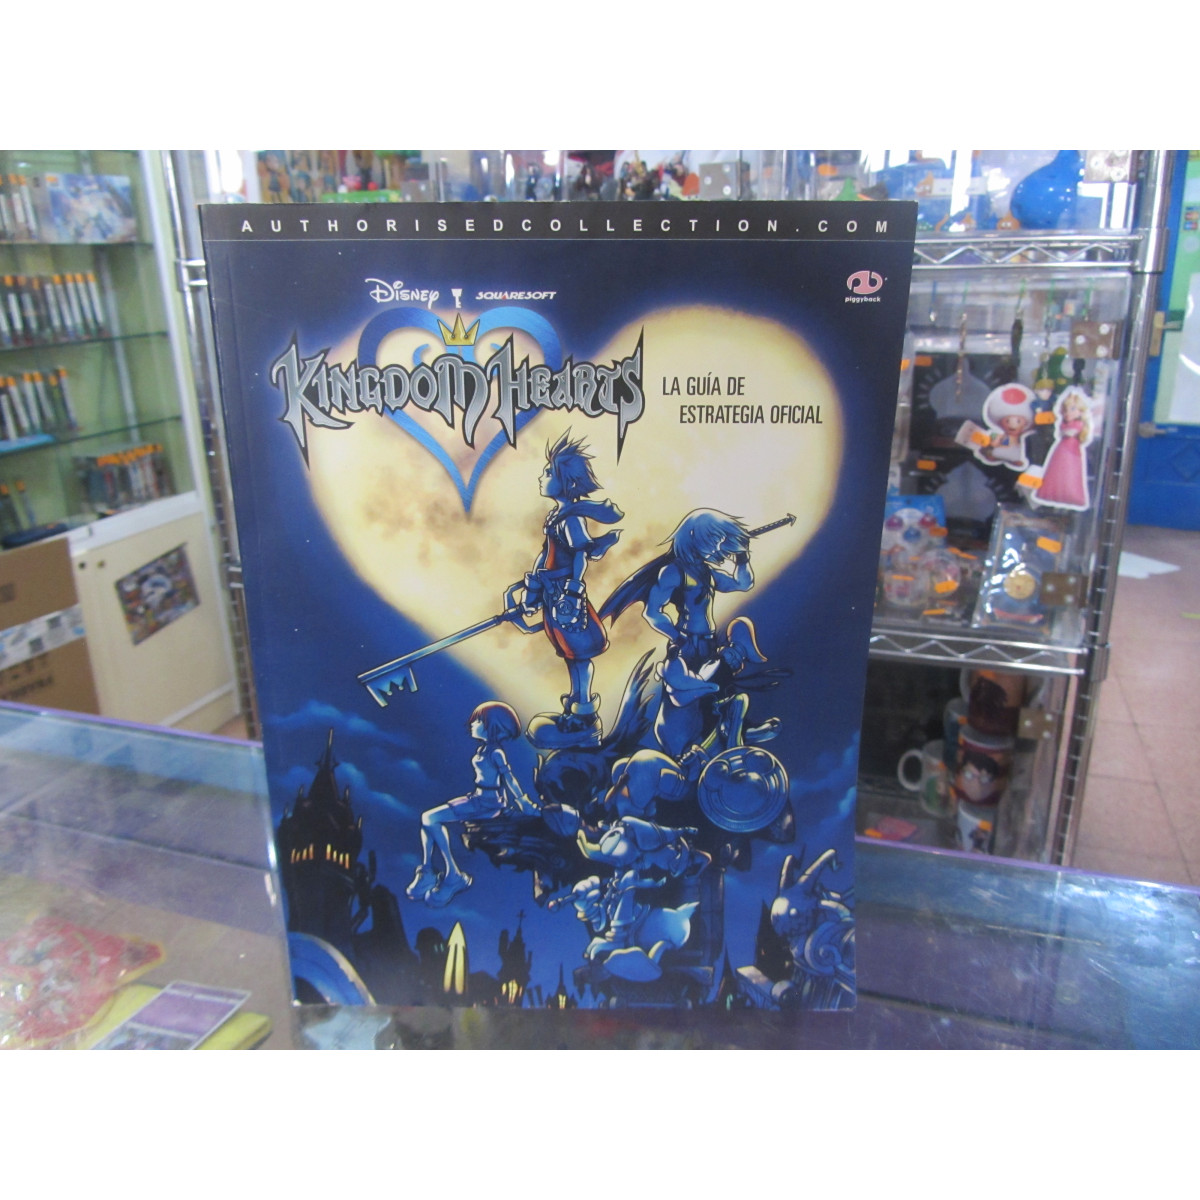 AUTHORISEDCOLLECTION.COM
Disney SQUARESOFT
piggyback
KINGDOM HEARTS
LA GUÍA DE
ESTRATEGIA OFICIAL